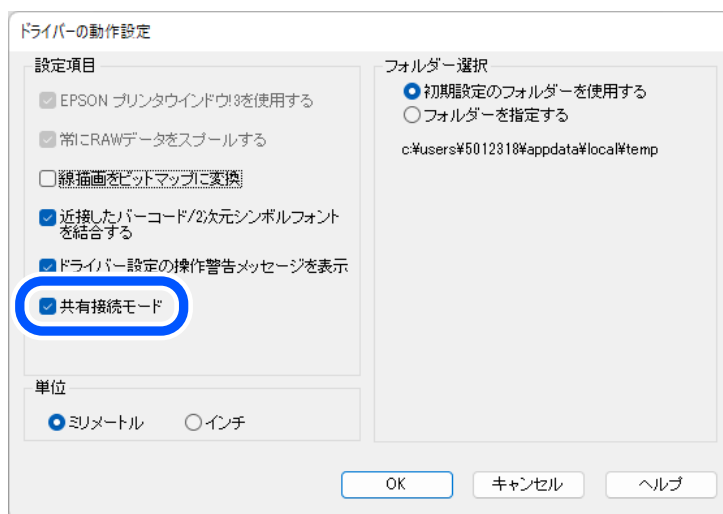 ドライバーの動作設定
設定項目
EPSON プリンタウインドウ!3を使用する
常にRAWデータをスプールする
線描画をビットマップに変換
近接したバーコード/2次元シンボルフォント
を結合する
ドライバー設定の操作警告メッセージを表示
共有接続モード
単位
ミリメートル
インチ
フォルダー選択
初期設定のフォルダーを使用する
フォルダーを指定する
c:¥users¥5012318¥appdata¥local¥temp
OK
キャンセル
ヘルプ